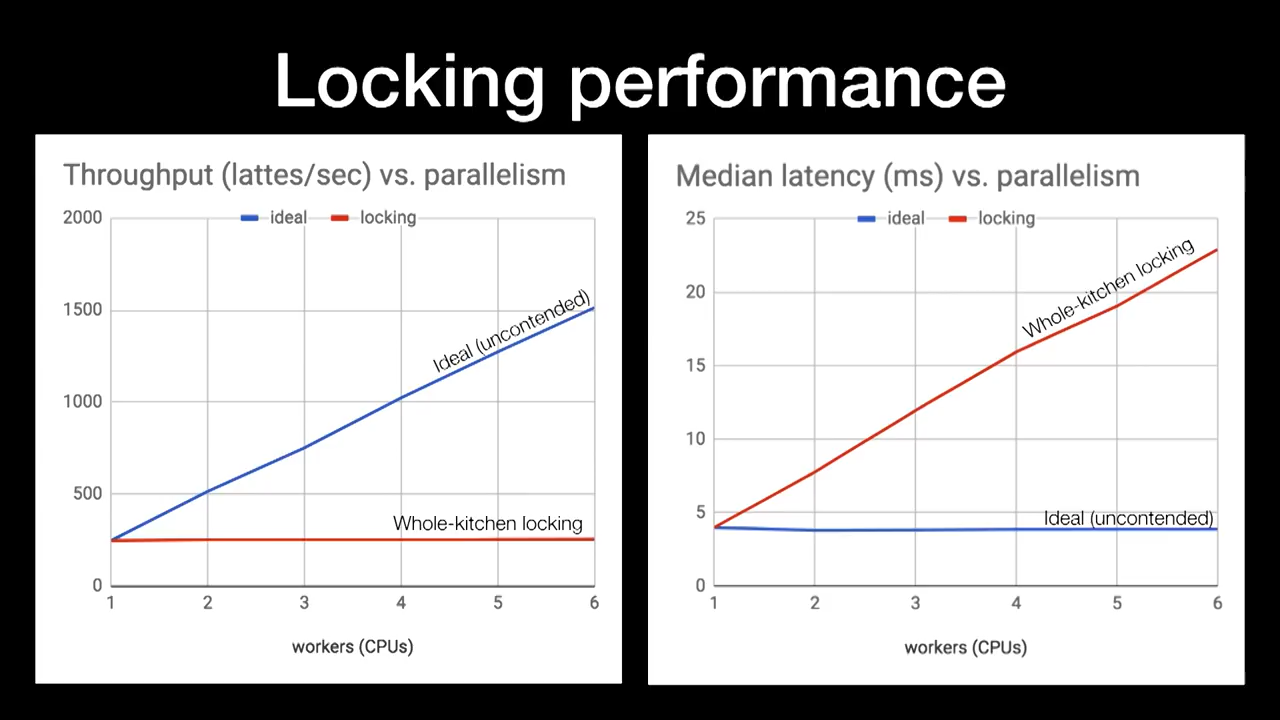 Locking performance
Throughput (lattes/sec) vs. parallelism
2000
ideal
locking
1500
1000
500
0
Ideal (uncontended)
Whole-kitchen locking
1 2 3 4 5 6
workers (CPUs)
Median latency (ms) vs. parallelism
25
ideal
locking
20
15
10
5
0
Whole-kitchen locking
Ideal (uncontended)
1 2 3 4 5 6
workers (CPUs)